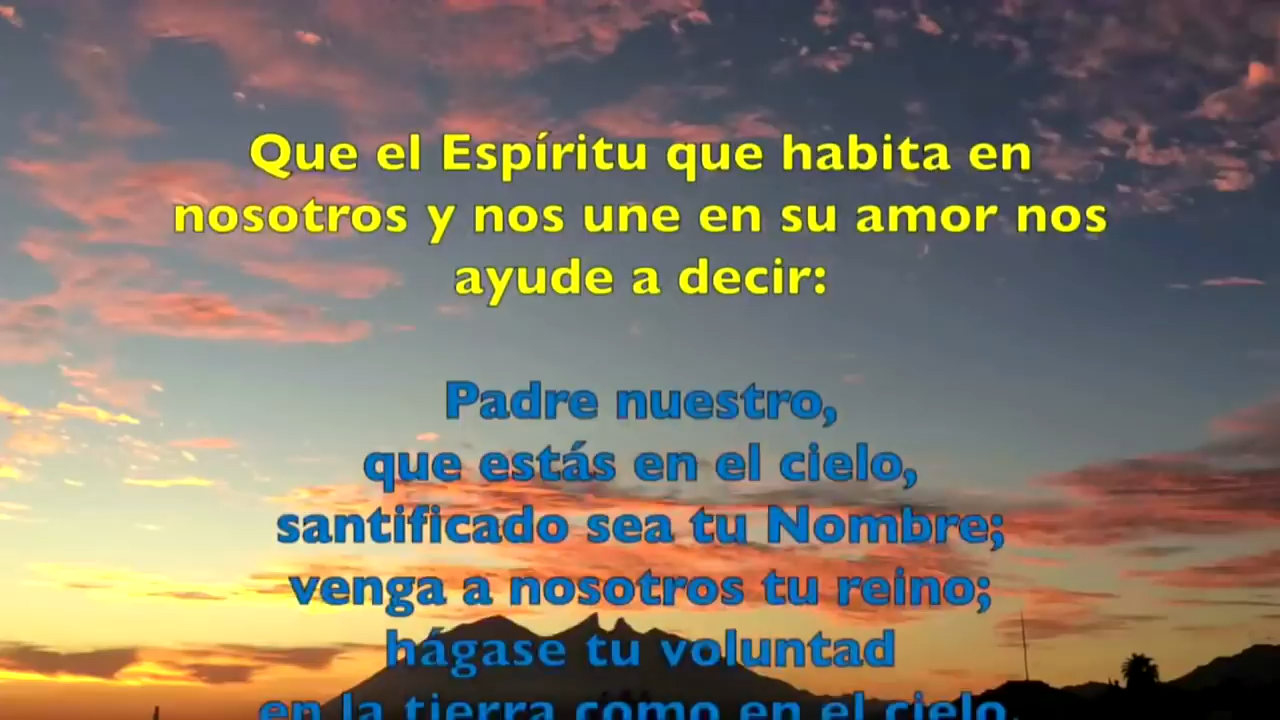 Que el Espíritu que habita en
nosotros y nos une en su amor nos
ayude a decir:
Padre nuestro,
que estás en el cielo,
santificado sea tu Nombre;
venga a nosotros tu reino;
hágase tu voluntad
en la tierra como en el cielo.